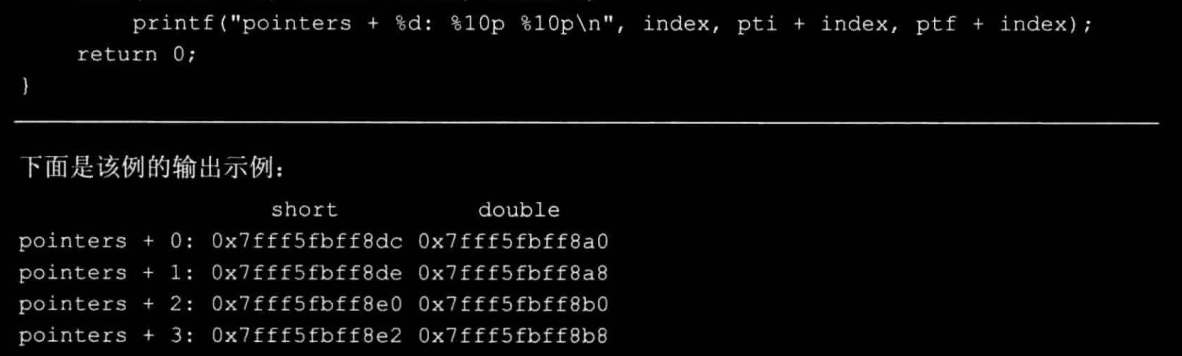 printf("pointers + %d: %10p %10p\n", index, pti + index, ptf + index);
return 0;
}
下面是该例的输出示例：
short double
pointers + 0: 0x7fff5fbff8dc 0x7fff5fbff8a0
pointers + 1: 0x7fff5fbff8de 0x7fff5fbff8a8
pointers + 2: 0x7fff5fbff8e0 0x7fff5fbff8b0
pointers + 3: 0x7fff5fbff8e2 0x7fff5fbff8b8